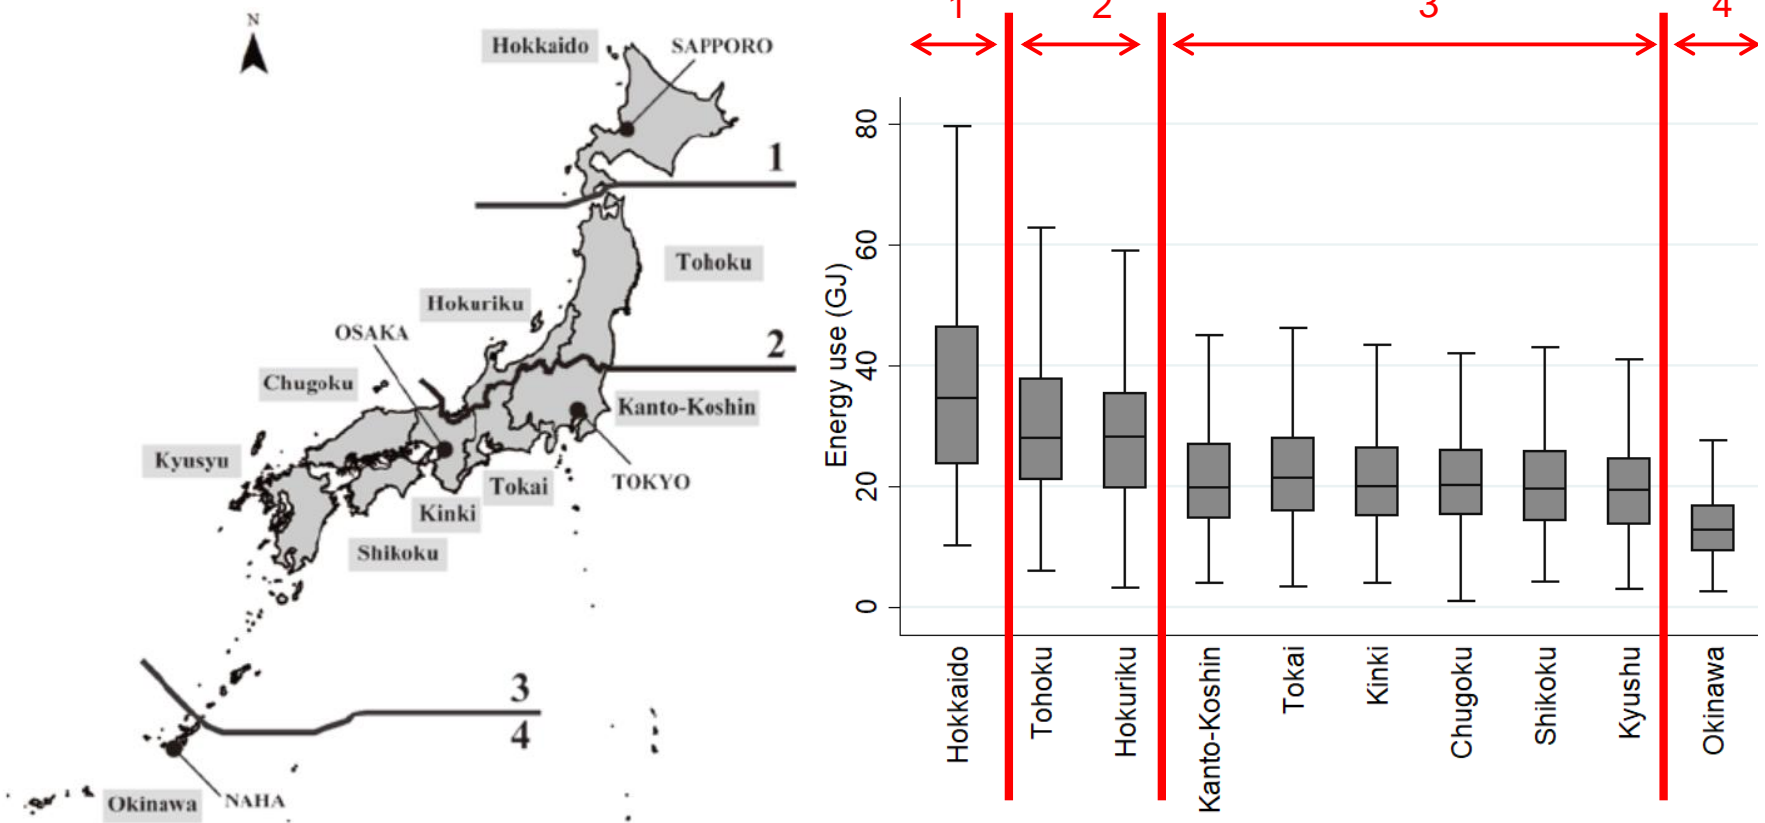 N
Hokkaido
SAPPORO
1
Tohoku
Hokuriku
OSAKA
2
Chugoku
Kanto-Koshin
Kyusyu
Tokai
TOKYO
Kinki
Shikoku
3
4
Okinawa
NAHA
1
2
3
4
Energy use (GJ)
80
60
40
20
0
Hokkaido
Tohoku
Hokuriku
Kanto-Koshin
Tokai
Kinki
Chugoku
Shikoku
Kyushu
Okinawa